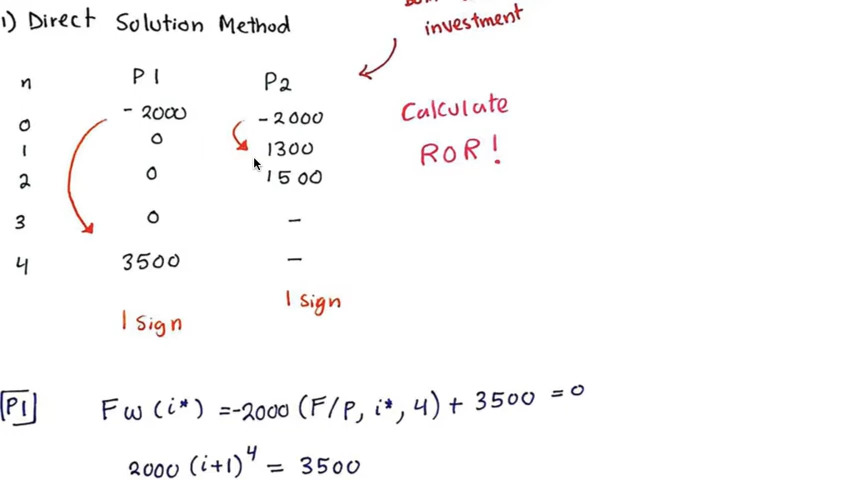 1) Direct Solution Method
investment
n P1 P2
0 -2000 -2000
1 0 1300
2 0 1500
3 0 -
4 3500 -
1 sign 1 sign
Calculate
ROR!
P1 FW(i*) =-2000 (F/P, i*, 4) + 3500 = 0
2000 (i+1)^4 = 3500